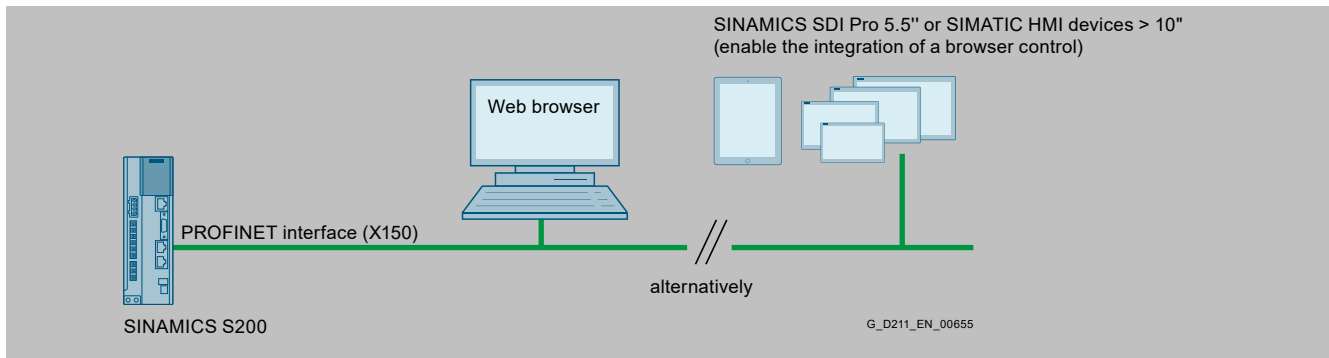 SINAMICS SDI Pro 5.5'' or SIMATIC HMI devices > 10"
(enable the integration of a browser control)
Web browser
PROFINET interface (X150)
alternatively
SINAMICS S200
G_D211_EN_00655